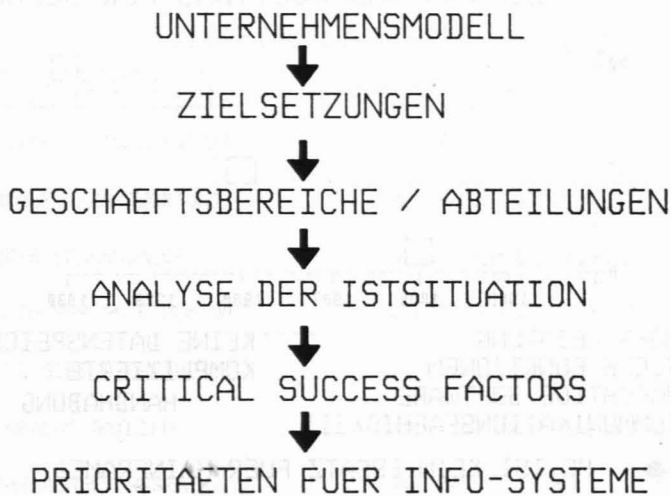 UNTERNEHMENSMODELL
ZIELSETZUNGEN
GESCHAEFTSBEREICHE / ABTEILUNGEN
ANALYSE DER ISTSITUATION
CRITICAL SUCCESS FACTORS
PRIORITAETEN FUER INFO-SYSTEME